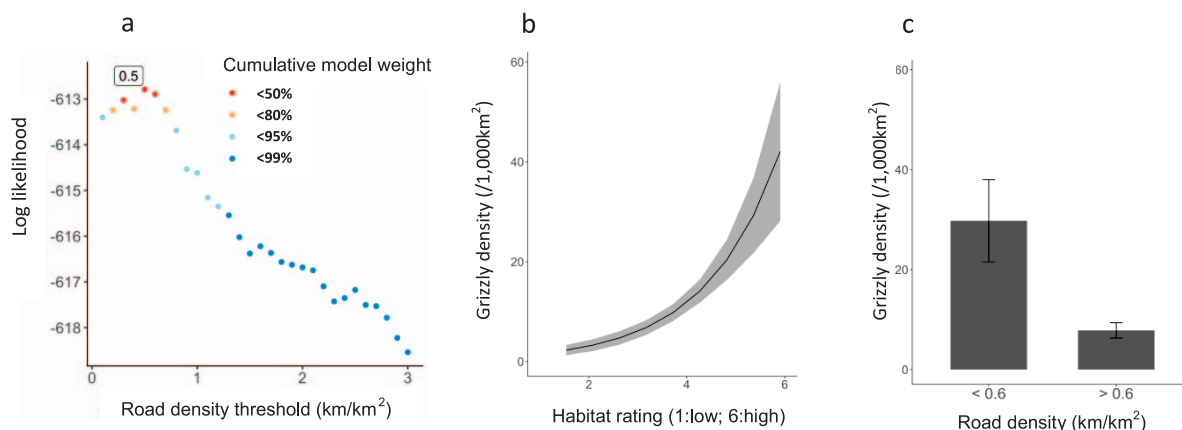 a
0.5
Cumulative model weight
<50%
<80%
<95%
<99%
-613
-614
-615
-616
-617
-618
Log likelihood
0 1 2 3
Road density threshold (km/km²)
b
60
40
20
0
Grizzly density (/1,000km²)
2 4 6
Habitat rating (1:low; 6:high)
c
60
40
20
0
Grizzly density (/1,000km²)
< 0.6 > 0.6
Road density (km/km²)